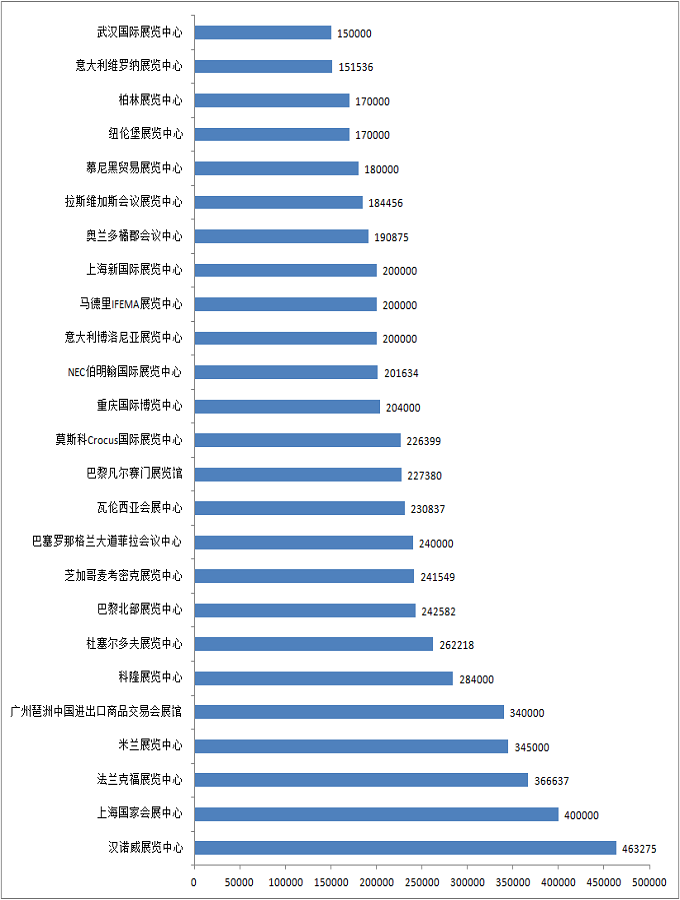 武汉国际展览中心 150000
意大利维罗纳展览中心 151536
柏林展览中心 170000
纽伦堡展览中心 170000
慕尼黑贸易展览中心 180000
拉斯维加斯会议展览中心 184456
奥兰多橘郡会议中心 190875
上海新国际展览中心 200000
马德里IFEMA展览中心 200000
意大利博洛尼亚展览中心 200000
NEC伯明翰国际展览中心 201634
重庆国际博览中心 204000
莫斯科Crocus国际展览中心 226399
巴黎凡尔赛门展览馆 227380
瓦伦西亚会展中心 230837
巴塞罗那格兰大道菲拉会议中心 240000
芝加哥麦考密克展览中心 241549
巴黎北部展览中心 242582
杜塞尔多夫展览中心 262218
科隆展览中心 284000
广州琶洲中国进出口商品交易会展馆 340000
米兰展览中心 345000
法兰克福展览中心 366637
上海国家会展中心 400000
汉诺威展览中心 463275
0 50000 100000 150000 200000 250000 300000 350000 400000 450000 500000